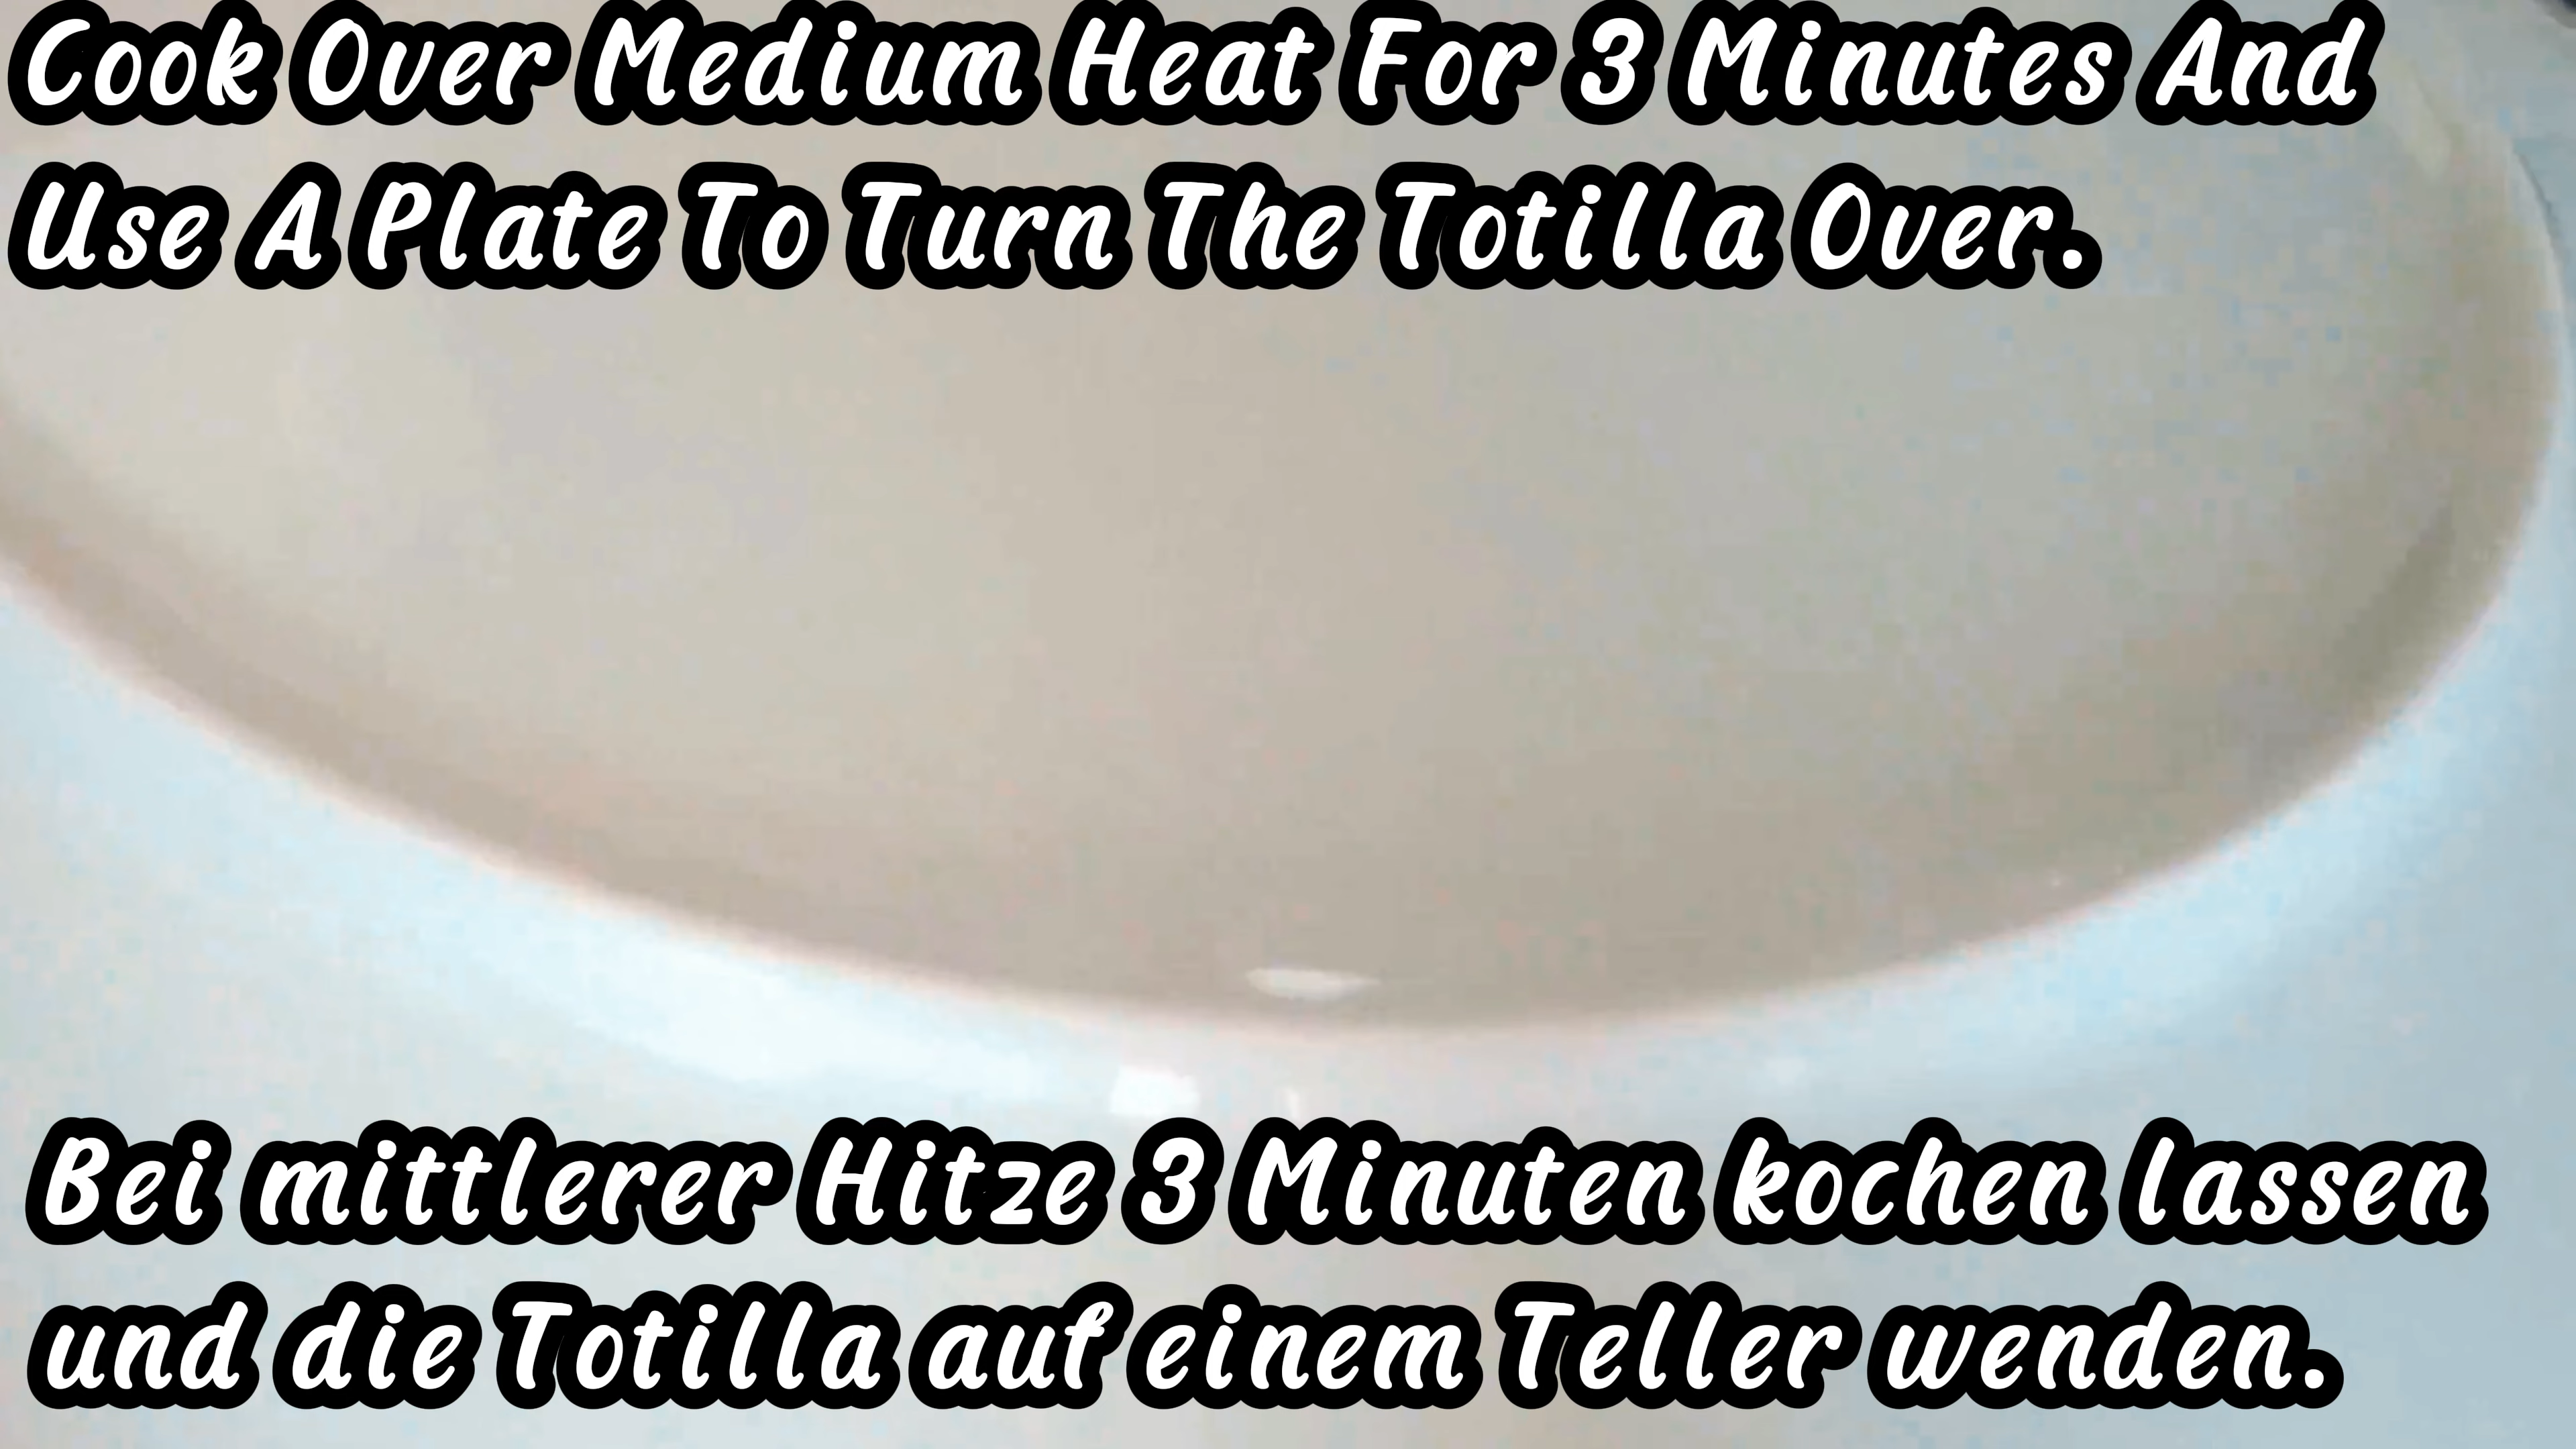 Cook Over Medium Heat For 3 Minutes And
Use A Plate To Turn The Totilla Over.
Bei mittlerer Hitze 3 Minuten kochen lassen
und die Totilla auf einem Teller wenden.